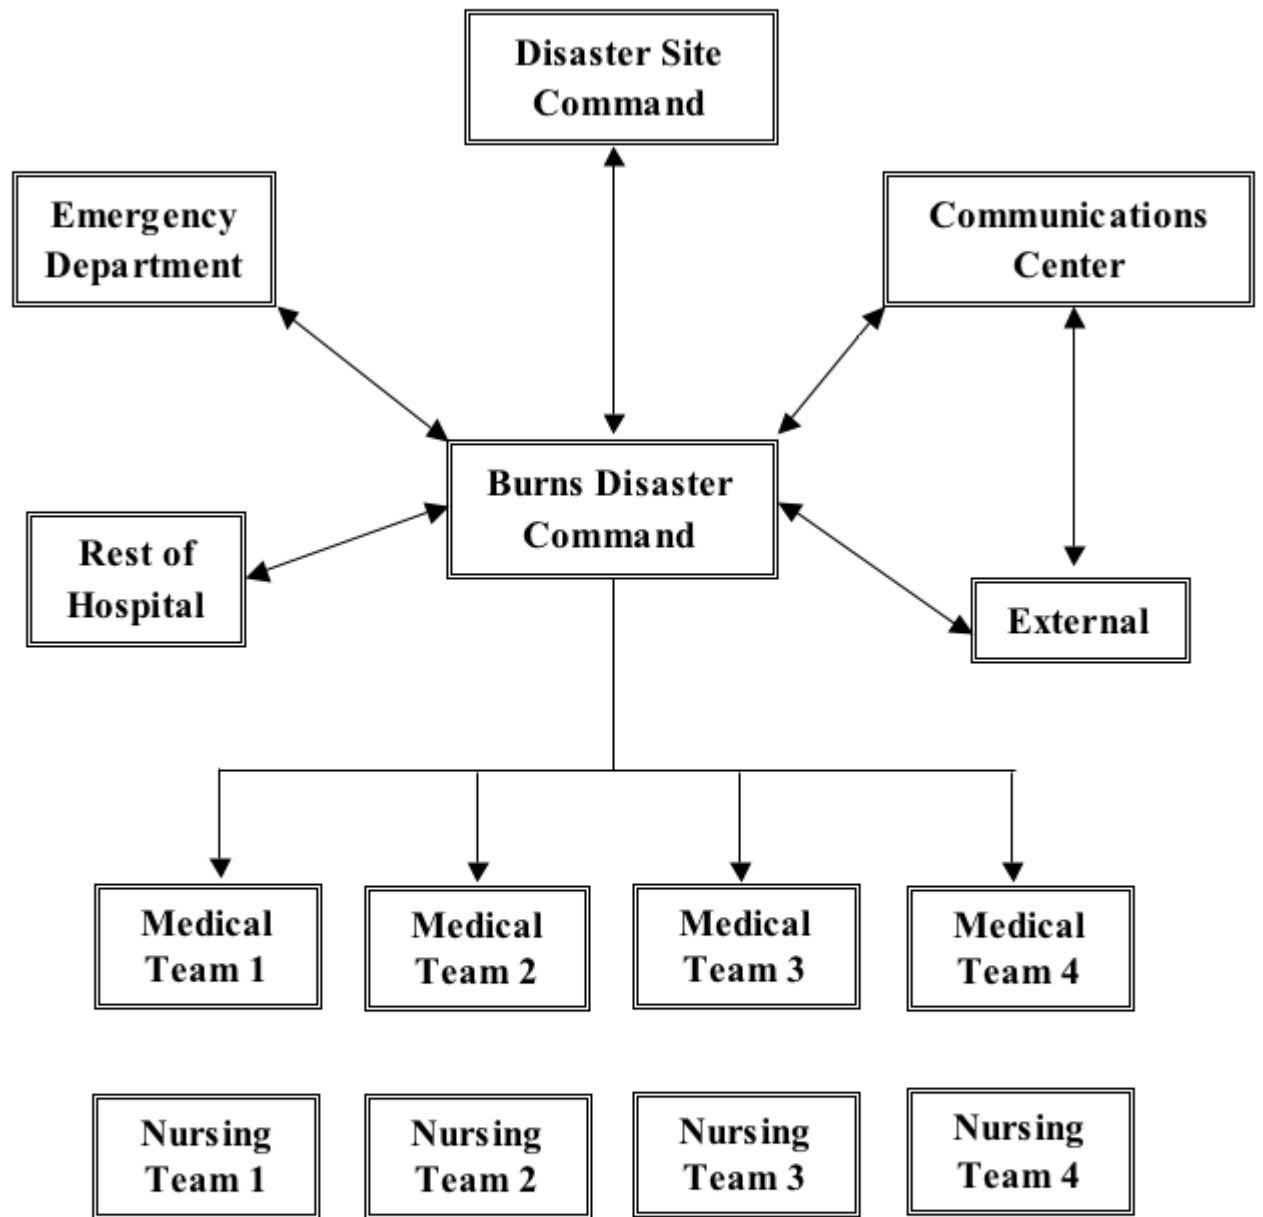 Disaster Site
Command
Emergency
Department
Communications
Center
Burns Disaster
Command
Rest of
Hospital
External
Medical
Team 1
Medical
Team 2
Medical
Team 3
Medical
Team 4
Nursing
Team 1
Nursing
Team 2
Nursing
Team 3
Nursing
Team 4